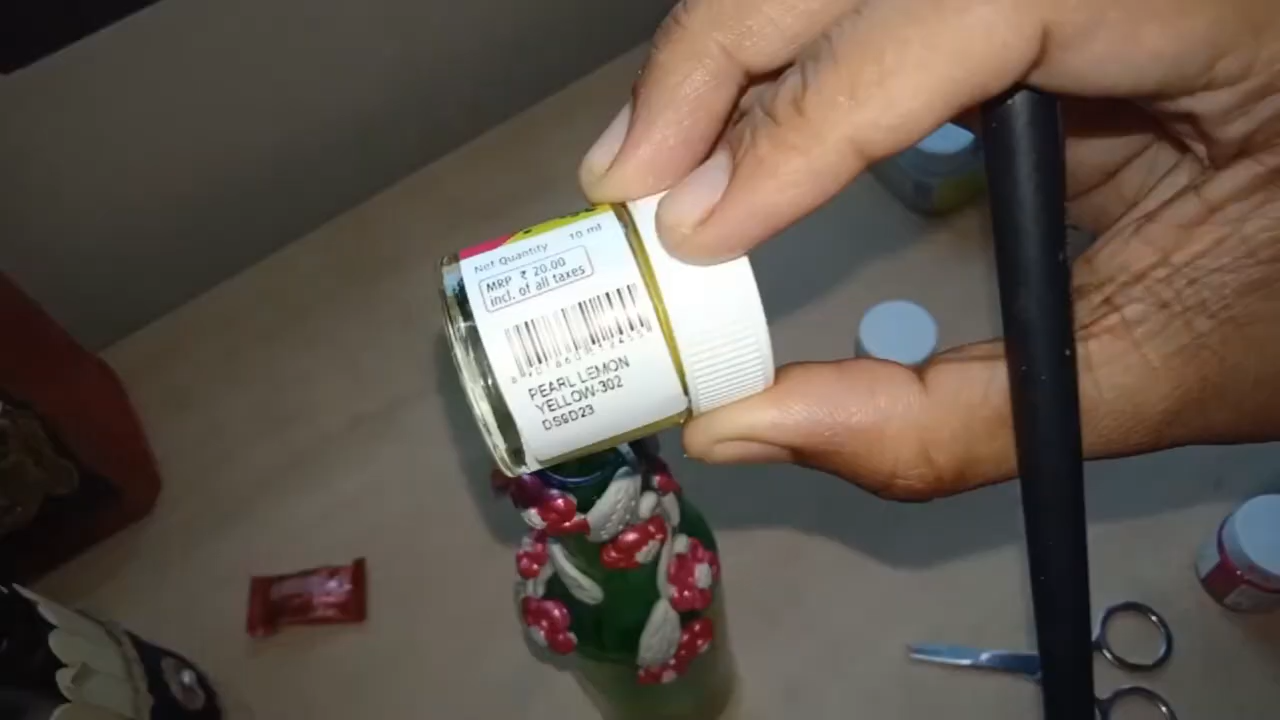 Net Quantity 10 ml
MRP ₹ 20.00
incl. of all taxes
PEARL LEMON
YELLOW-302
DS9D23